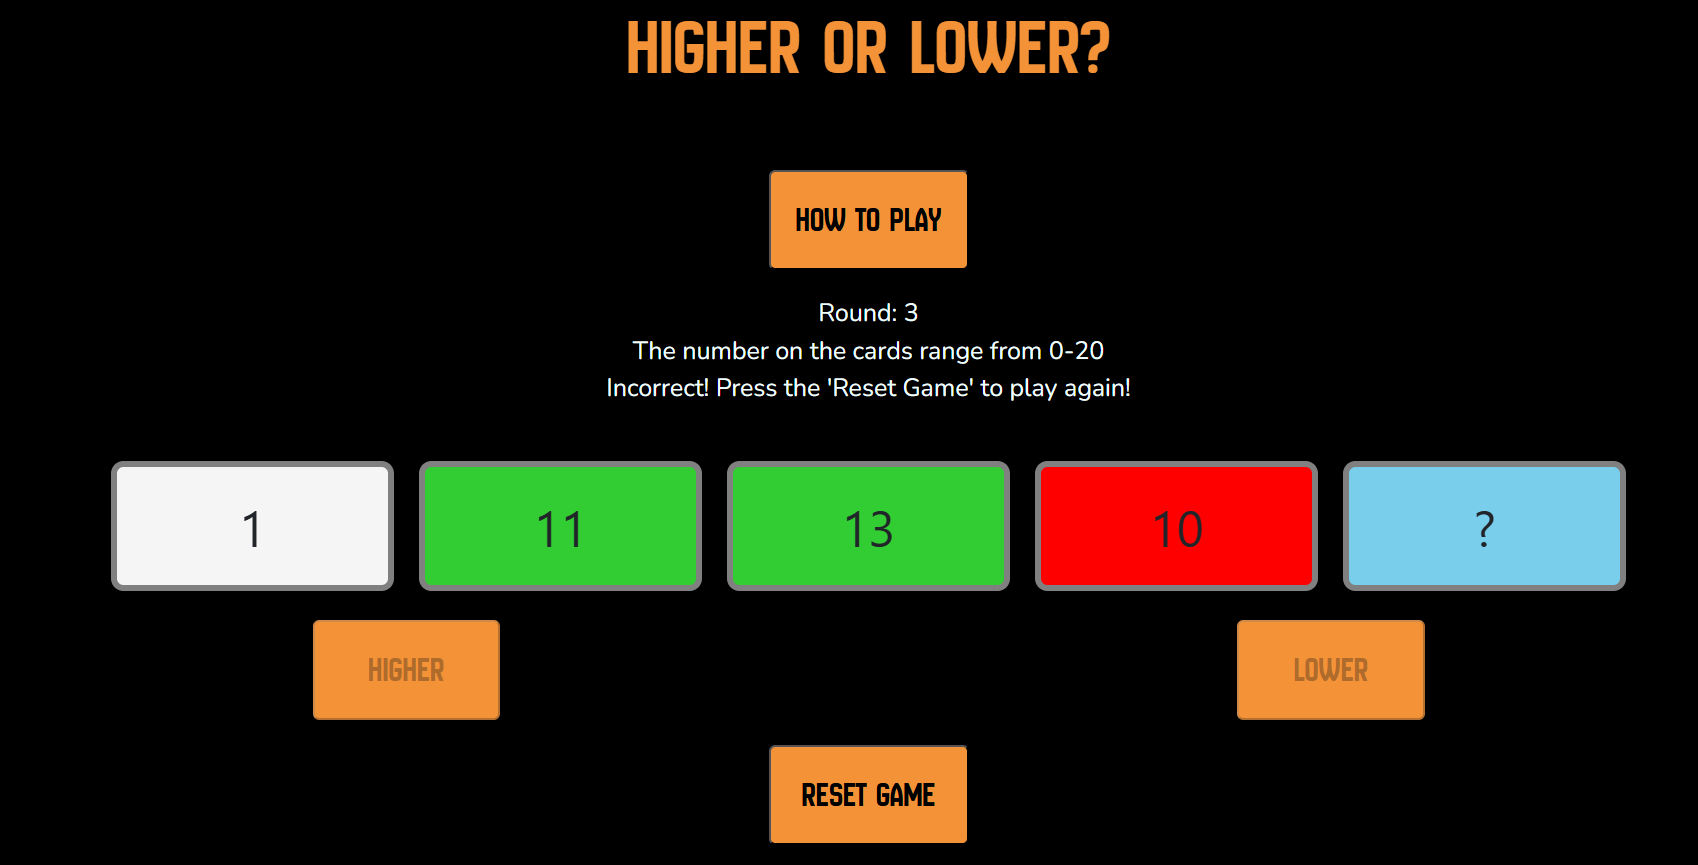 HIGHER OR LOWER?
HOW TO PLAY
Round: 3
The number on the cards range from 0-20
Incorrect! Press the 'Reset Game' to play again!
1 11 13 10 ?
HIGHER LOWER
RESET GAME